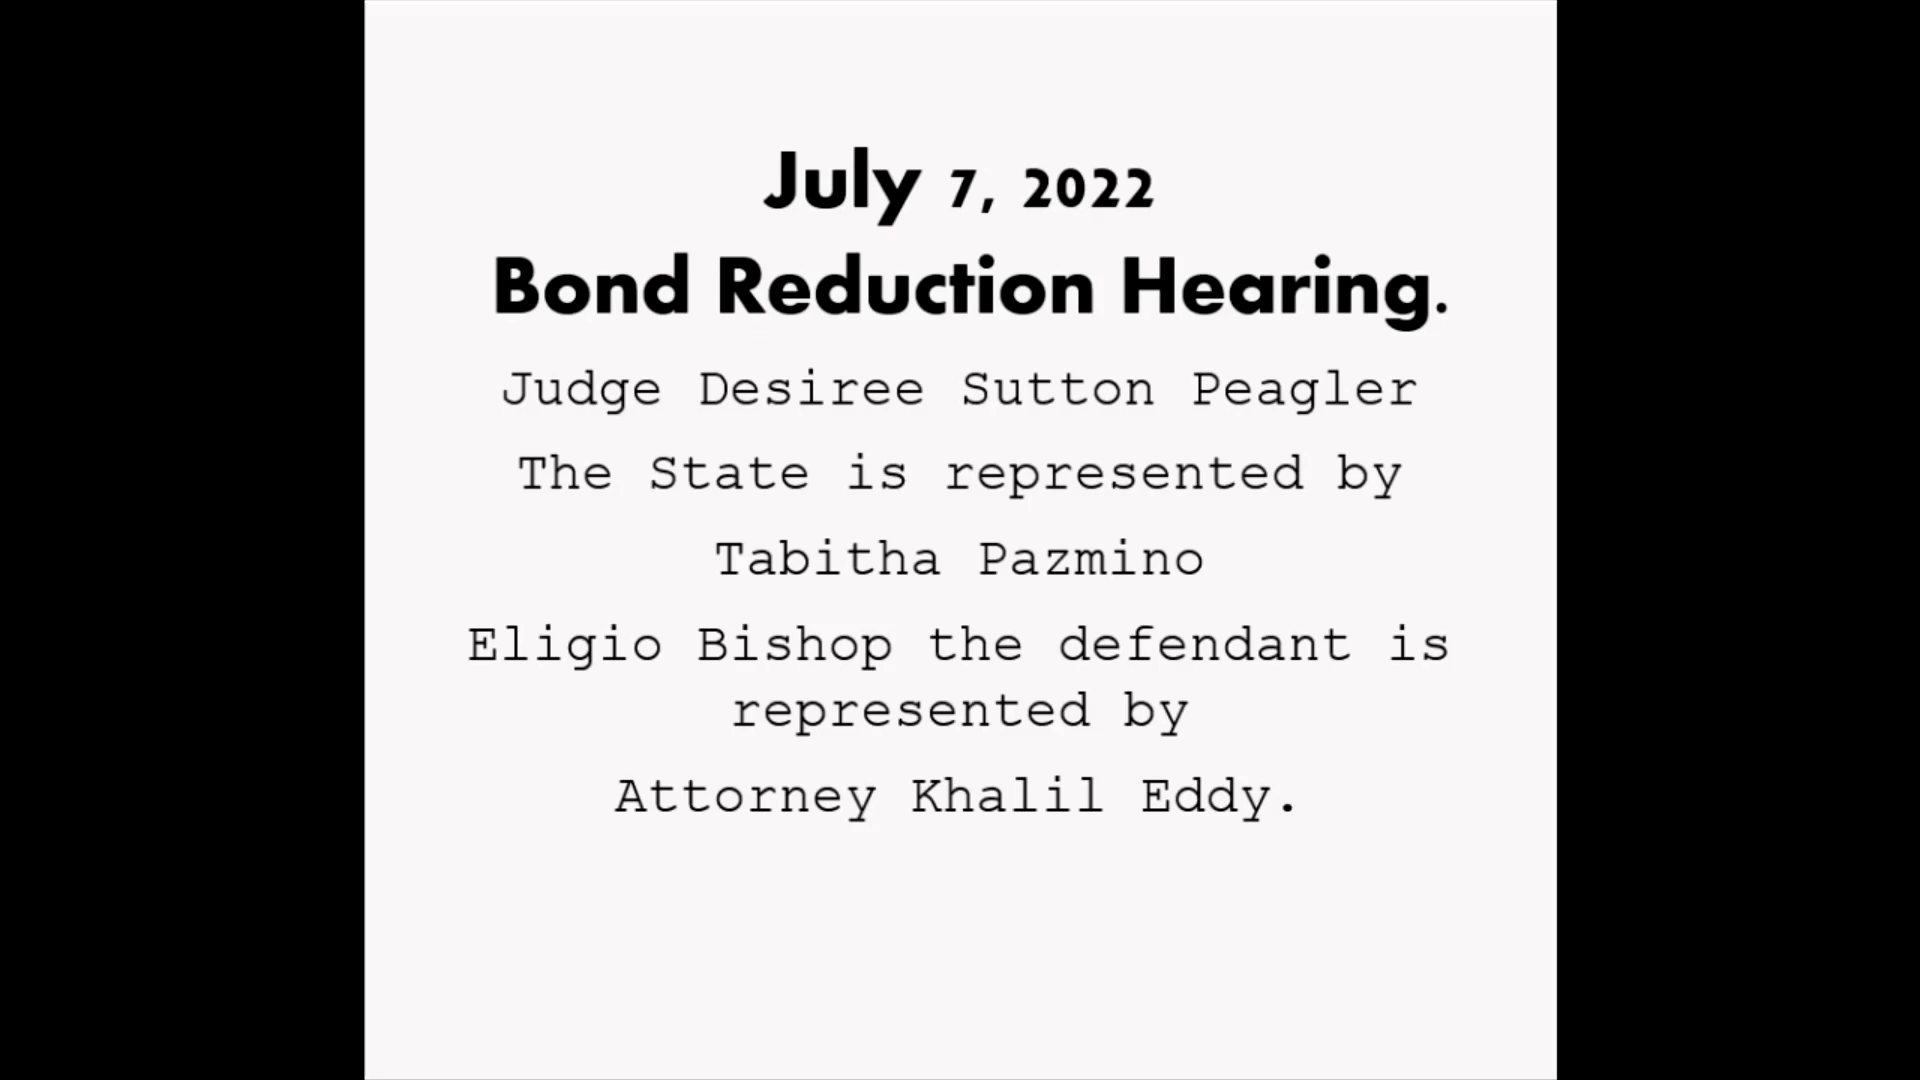 July 7, 2022
Bond Reduction Hearing.
Judge Desiree Sutton Peagler
The State is represented by
Tabitha Pazmino
Eligio Bishop the defendant is
represented by
Attorney Khalil Eddy.